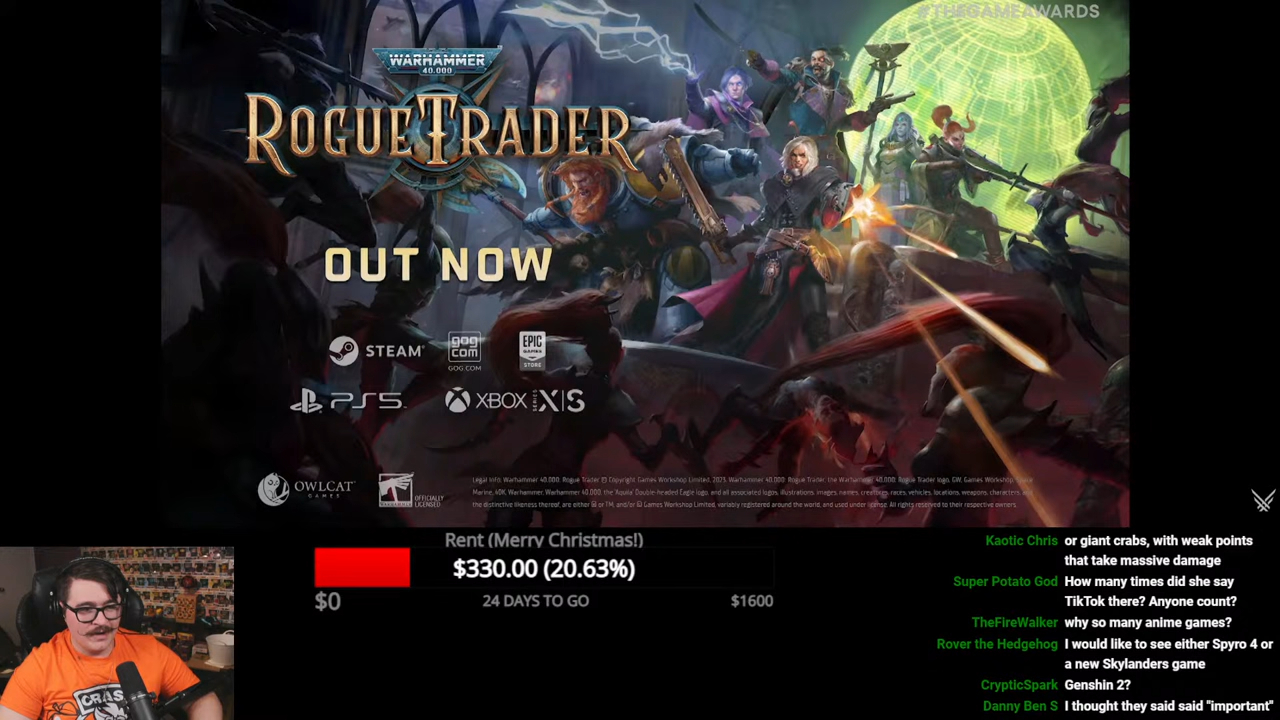 #THEGAMEAWARDS
WARHAMMER
40,000
ROGUE TRADER
OUT NOW
STEAM
gog
com
GOG.COM
EPIC
GAMES
STORE
PS5
XBOX SERIES X|S
OWLCAT
GAMES
OFFICIALLY
LICENSED
Rent (Merry Christmas!)
$330.00 (20.63%)
$0 24 DAYS TO GO $1600
CRAS
Kaotic Chris or giant crabs, with weak points
that take massive damage
Super Potato God How many times did she say
TikTok there? Anyone count?
TheFireWalker why so many anime games?
Rover the Hedgehog I would like to see either Spyro 4 or
a new Skylanders game
CrypticSpark Genshin 2?
Danny Ben S I thought they said said "important"